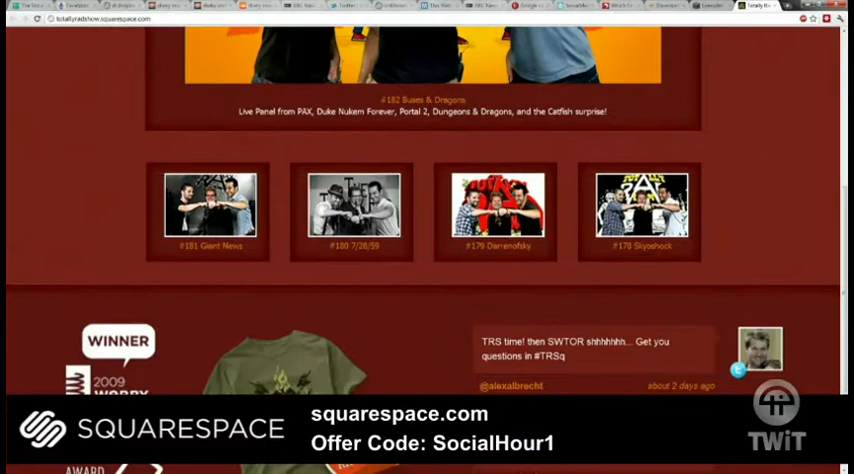 totallyradshow.squarespace.com
#182 Buses & Dragons
Live Panel from PAX, Duke Nukem Forever, Portal 2, Dungeons & Dragons, and the Catfish surprise!
#181 Giant News
#180 7/28/59
#179 Darrenofsky
#178 Skyoshock
WINNER
2009
WEBBY
AWARD
TRS time! then SWTOR shhhhhhh... Get you
questions in #TRSq
@alexalbrecht
about 2 days ago
SQUARESPACE
squarespace.com
Offer Code: SocialHour1
TWiT